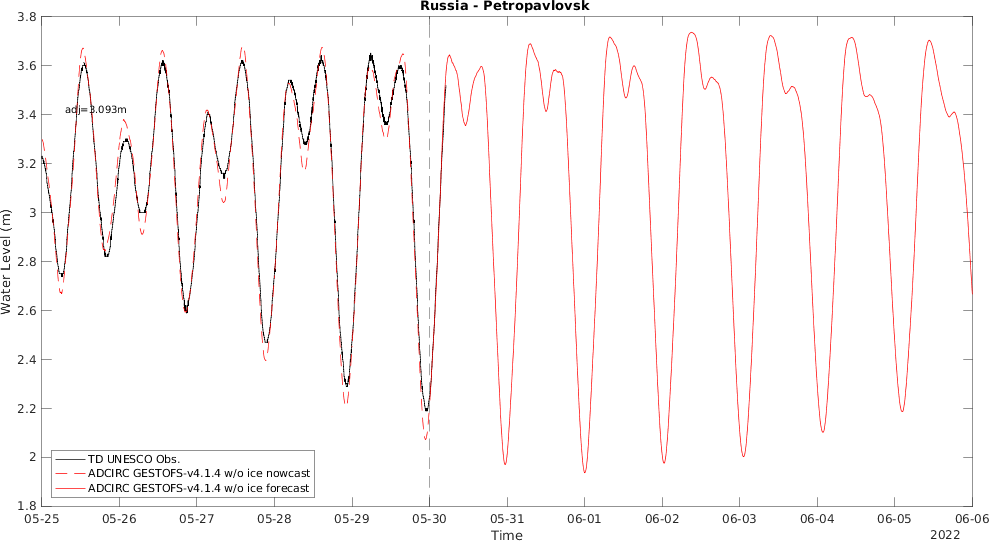 Russia - Petropavlovsk
3.8
3.6
3.4
3.2
3
2.8
2.6
2.4
2.2
2
1.8
Water Level (m)
adj=3.093m
TD UNESCO Obs.
ADCIRC GESTOFS-v4.1.4 w/o ice nowcast
ADCIRC GESTOFS-v4.1.4 w/o ice forecast
05-25 05-26 05-27 05-28 05-29 05-30 05-31 06-01 06-02 06-03 06-04 06-05 06-06
Time
2022